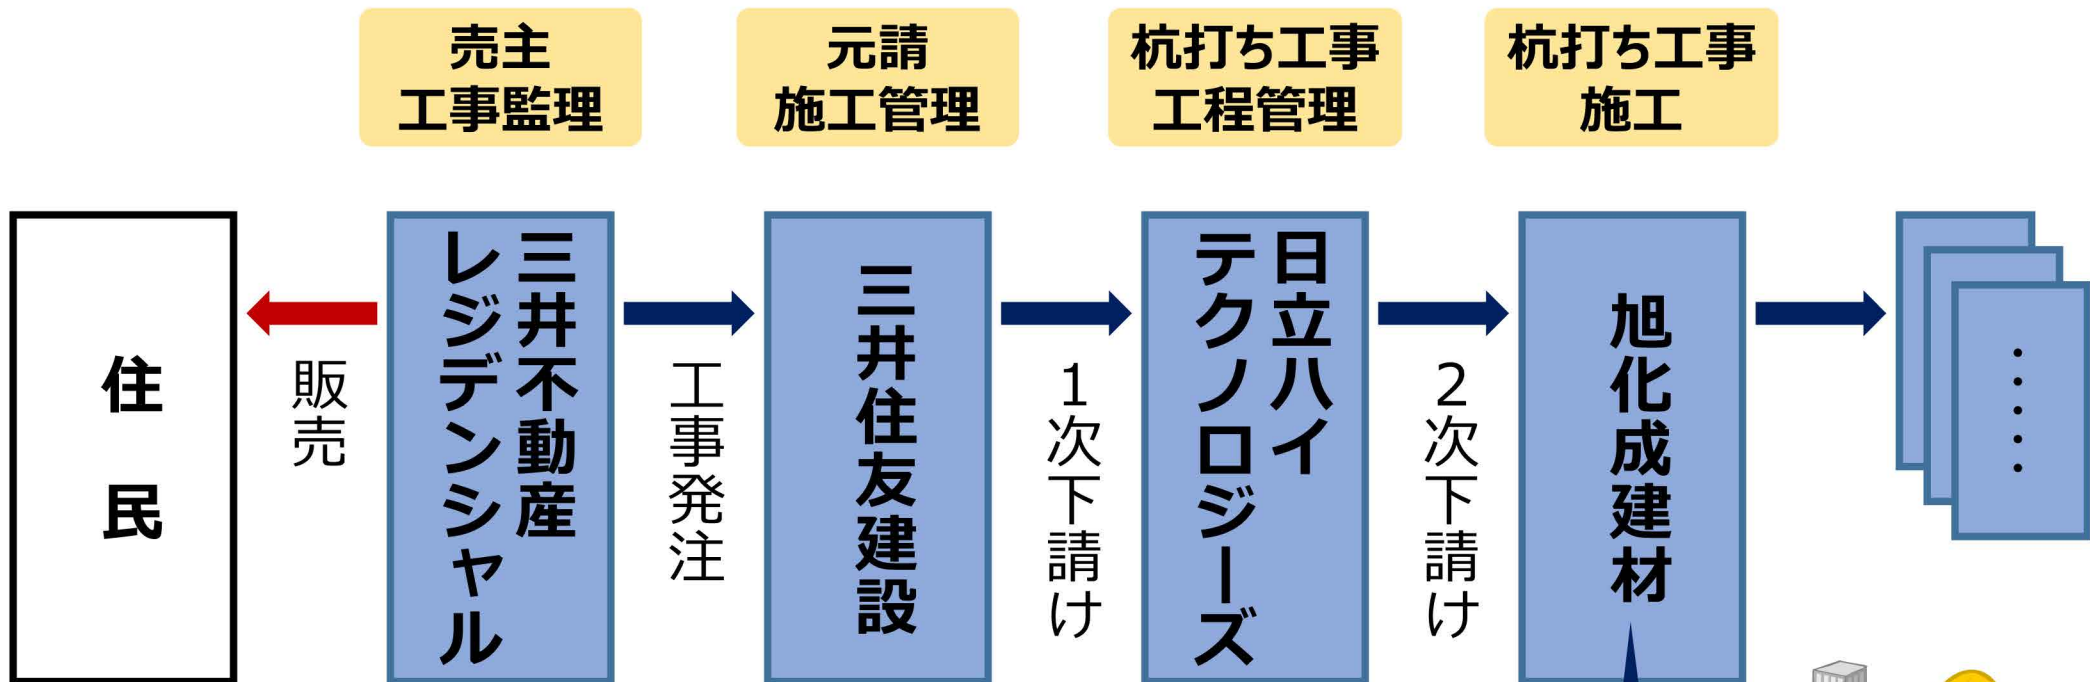 売主
工事監理
元請
施工管理
杭打ち工事
工程管理
杭打ち工事
施工
住民
販売
三井不動産
レジデンシャル
工事発注
三井住友建設
1次下請け
日立ハイ
テクノロジーズ
2次下請け
旭化成建材
・・・・・